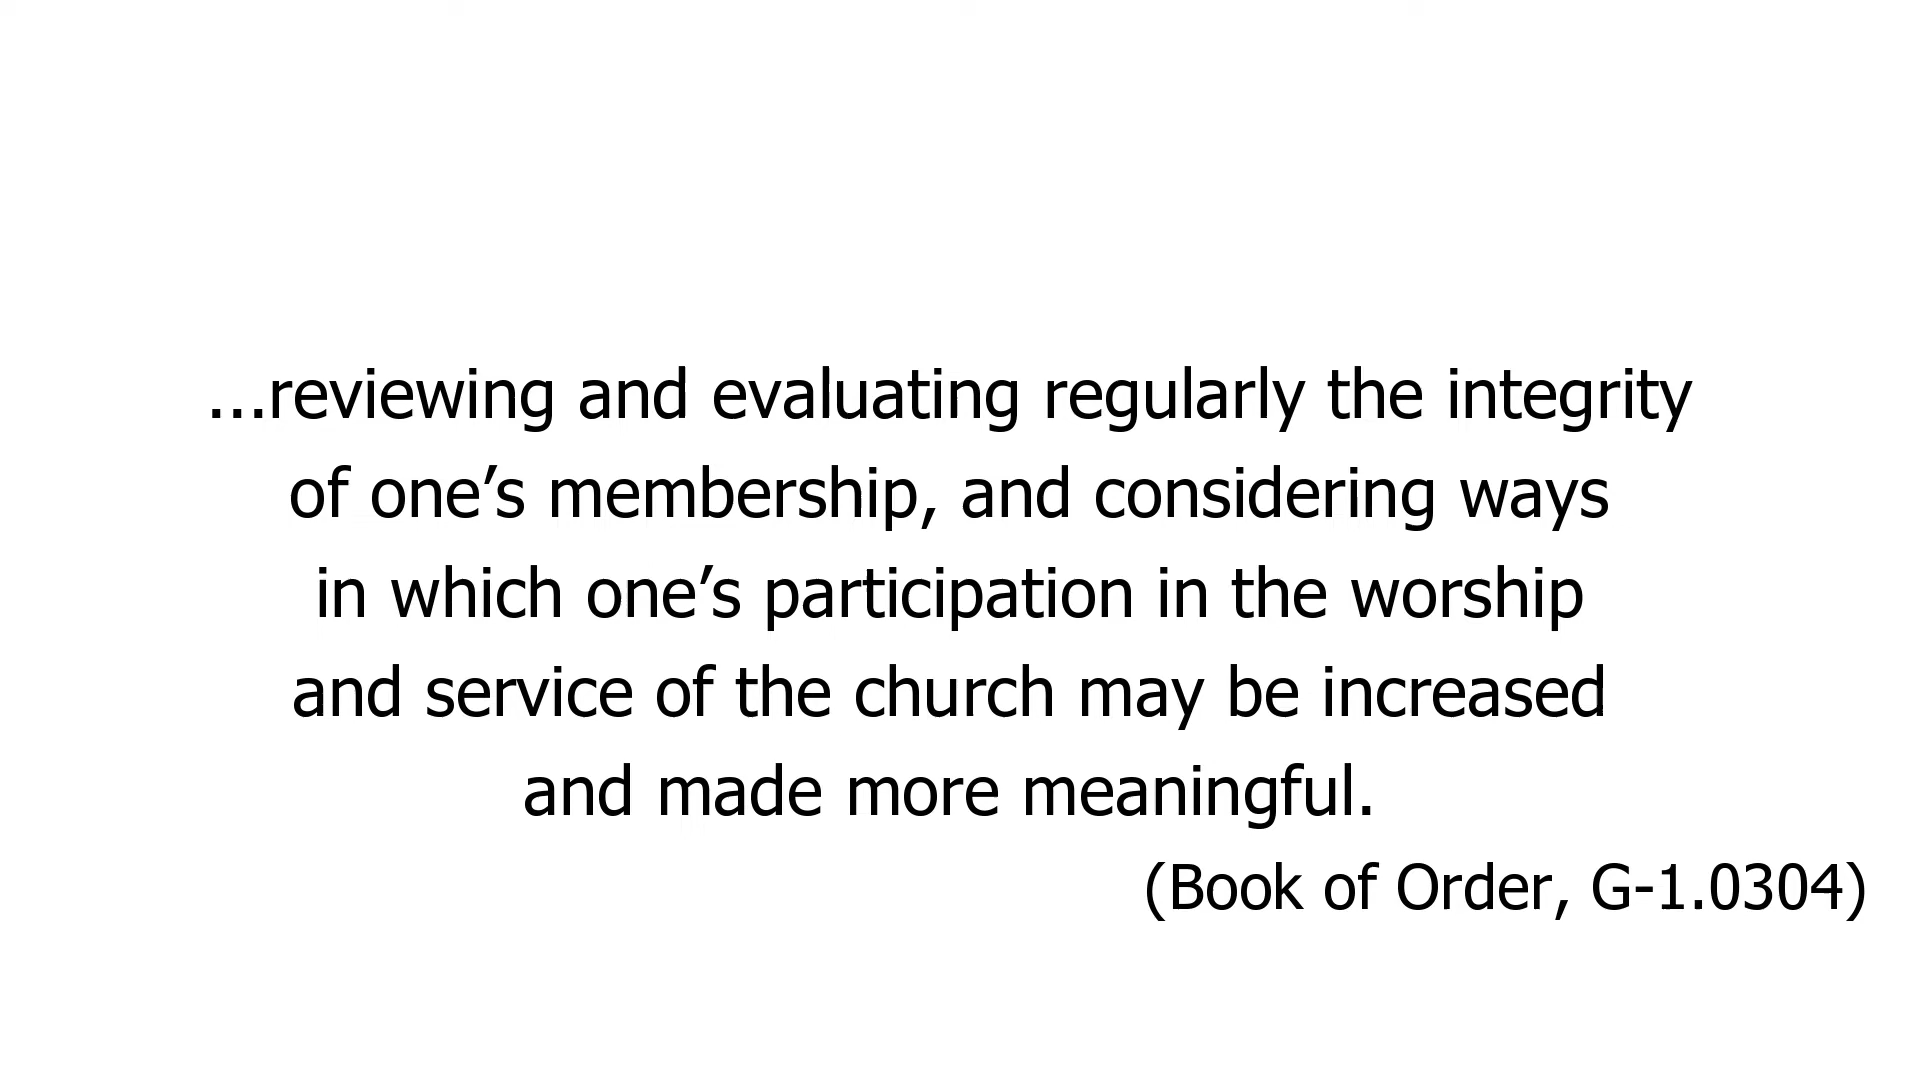 ...reviewing and evaluating regularly the integrity
of one’s membership, and considering ways
in which one’s participation in the worship
and service of the church may be increased
and made more meaningful.
(Book of Order, G-1.0304)